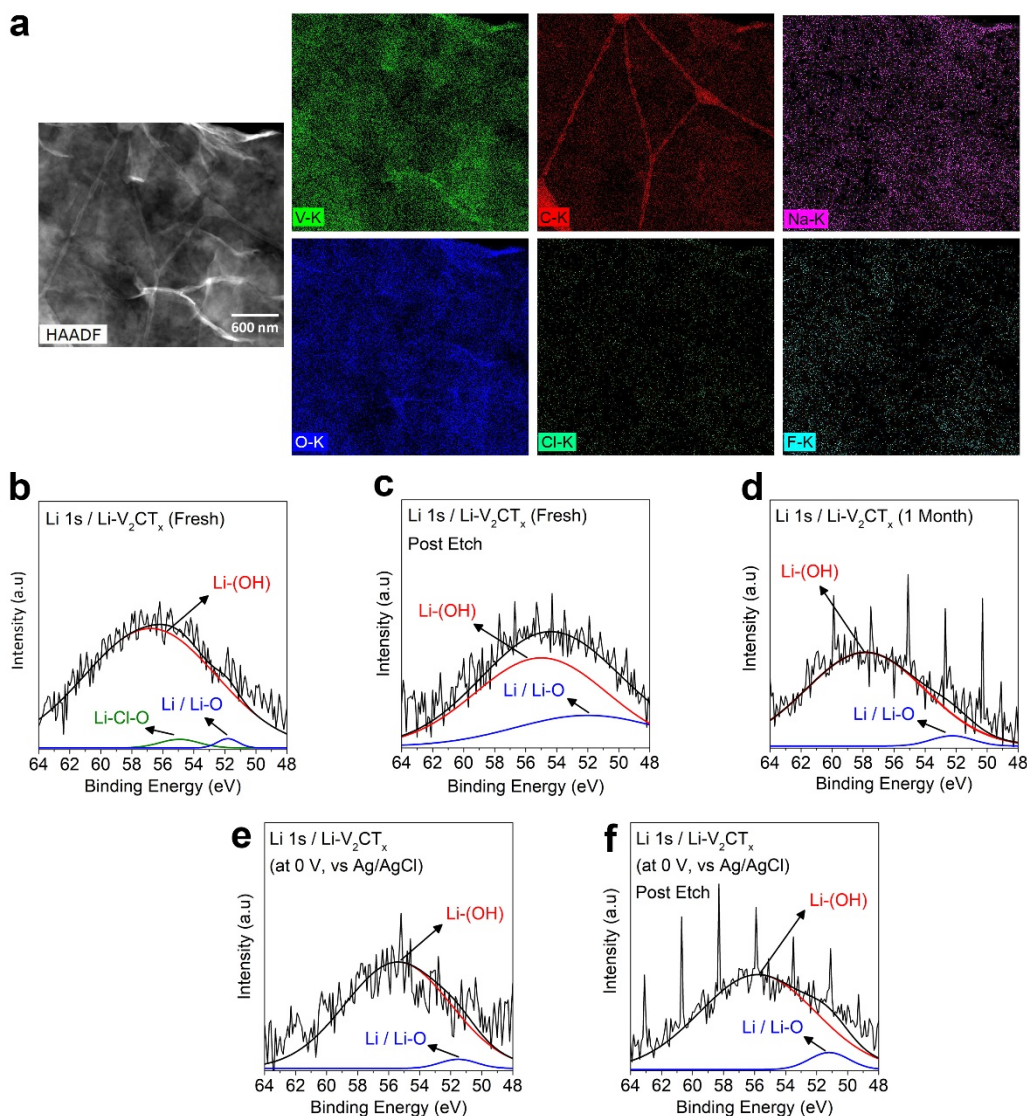 a
HAADF
600 nm
V-K
C-K
Na-K
O-K
Cl-K
F-K
b
Li 1s / Li-V₂CTₓ (Fresh)
Li-(OH)
Li-Cl-O
Li / Li-O
Intensity (a.u)
64 62 60 58 56 54 52 50 48
Binding Energy (eV)
c
Li 1s / Li-V₂CTₓ (Fresh)
Post Etch
Li-(OH)
Li / Li-O
Intensity (a.u)
64 62 60 58 56 54 52 50 48
Binding Energy (eV)
d
Li 1s / Li-V₂CTₓ (1 Month)
Li-(OH)
Li / Li-O
Intensity (a.u)
64 62 60 58 56 54 52 50 48
Binding Energy (eV)
e
Li 1s / Li-V₂CTₓ
(at 0 V, vs Ag/AgCl)
Li-(OH)
Li / Li-O
Intensity (a.u)
64 62 60 58 56 54 52 50 48
Binding Energy (eV)
f
Li 1s / Li-V₂CTₓ
(at 0 V, vs Ag/AgCl)
Post Etch
Li-(OH)
Li / Li-O
Intensity (a.u)
64 62 60 58 56 54 52 50 48
Binding Energy (eV)